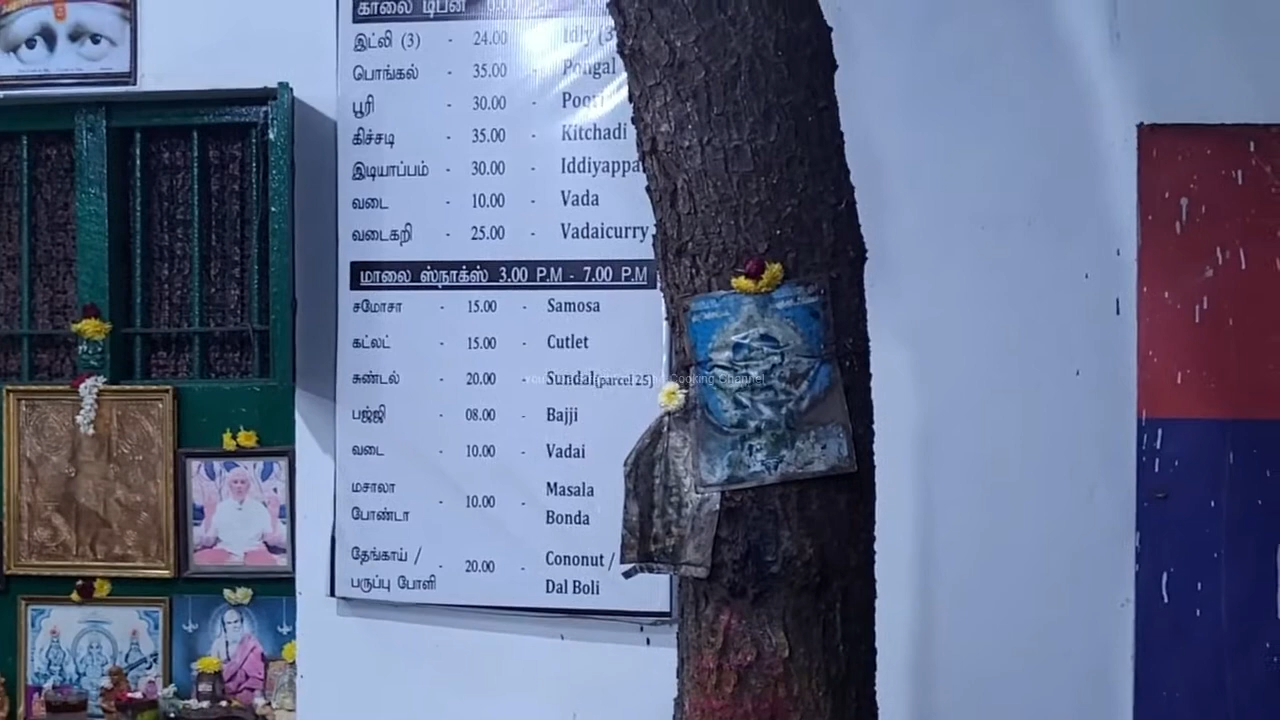 காலை டிபன்
இட்லி (3) - 24.00 - Idly (3
பொங்கல் - 35.00 - Pongal
பூரி - 30.00 - Poori
கிச்சடி - 35.00 - Kitchadi
இடியாப்பம் - 30.00 - Iddiyappa
வடை - 10.00 - Vada
வடைகறி - 25.00 - Vadaicurry
மாலை ஸ்நாக்ஸ் 3.00 P.M - 7.00 P.M
சமோசா - 15.00 - Samosa
கட்லட் - 15.00 - Cutlet
சுண்டல் - 20.00 - Sundal(parcel 25)
Cooking Channel
பஜ்ஜி - 08.00 - Bajji
வடை - 10.00 - Vadai
மசாலா போண்டா - 10.00 - Masala Bonda
தேங்காய் / பருப்பு போளி - 20.00 - Cononut / Dal Boli